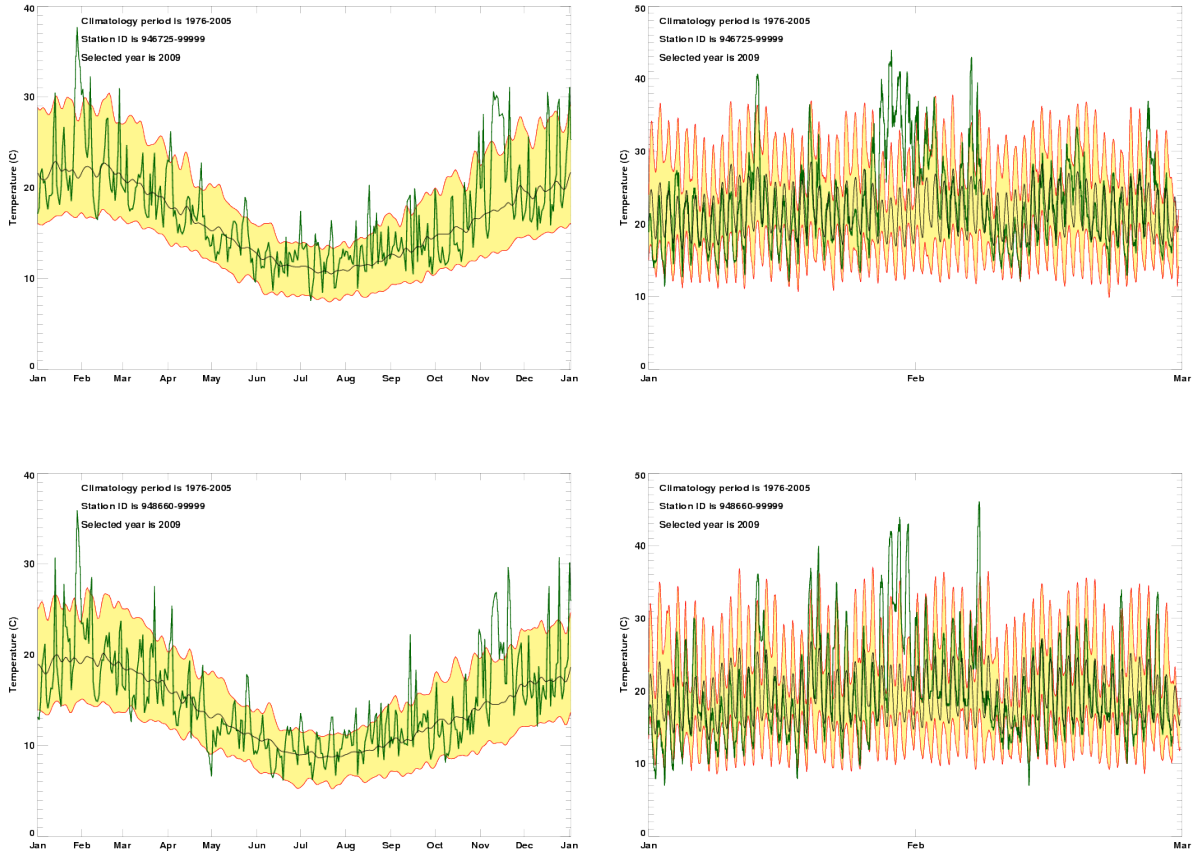 40
Climatology period is 1976-2005
Station ID is 946725-99999
Selected year is 2009
30
20
10
0
Temperature (C)
Jan Feb Mar Apr May Jun Jul Aug Sep Oct Nov Dec Jan
50
Climatology period is 1976-2005
Station ID is 946725-99999
Selected year is 2009
40
30
20
10
0
Temperature (C)
Jan Feb Mar
40
Climatology period is 1976-2005
Station ID is 948660-99999
Selected year is 2009
30
20
10
0
Temperature (C)
Jan Feb Mar Apr May Jun Jul Aug Sep Oct Nov Dec Jan
50
Climatology period is 1976-2005
Station ID is 948660-99999
Selected year is 2009
40
30
20
10
0
Temperature (C)
Jan Feb Mar